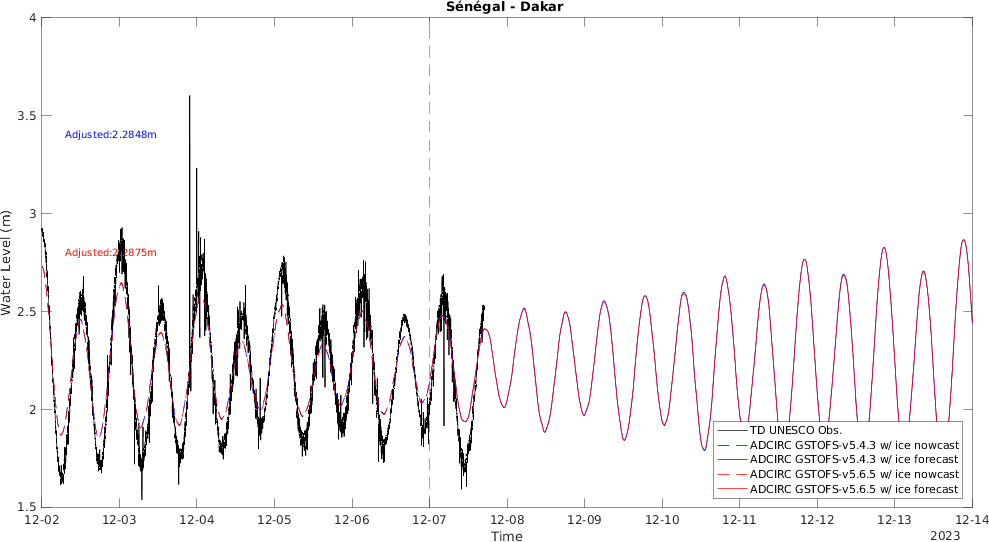 Sénégal - Dakar
4
3.5
3
2.5
2
1.5
Water Level (m)
Adjusted:2.2848m
Adjusted:2.2875m
TD UNESCO Obs.
ADCIRC GSTOFS-v5.4.3 w/ ice nowcast
ADCIRC GSTOFS-v5.4.3 w/ ice forecast
ADCIRC GSTOFS-v5.6.5 w/ ice nowcast
ADCIRC GSTOFS-v5.6.5 w/ ice forecast
12-02 12-03 12-04 12-05 12-06 12-07 12-08 12-09 12-10 12-11 12-12 12-13 12-14
Time
2023